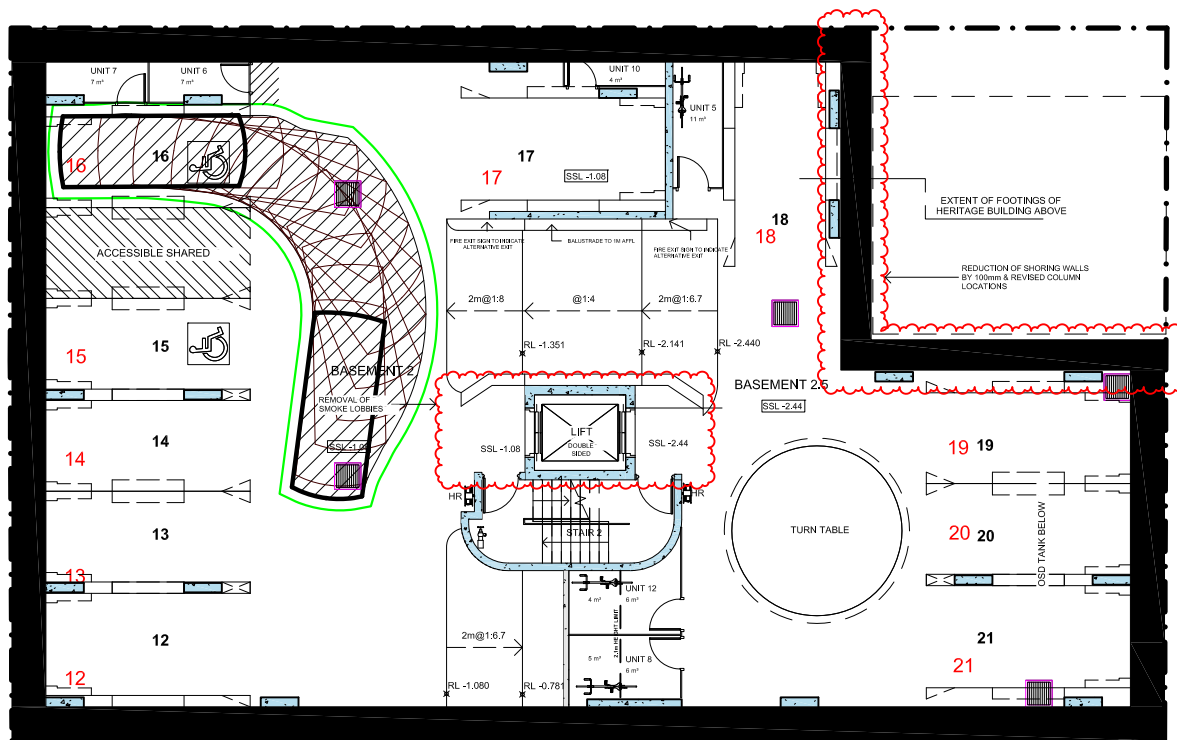 UNIT 7
7 m²
UNIT 6
7 m²
UNIT 10
4 m²
UNIT 5
11 m²
16
16
17
17
SSL -1.08
18
18
EXTENT OF FOOTINGS OF
HERITAGE BUILDING ABOVE
FIRE EXIT SIGN TO INDICATE
ALTERNATIVE EXIT
BALUSTRADE TO 1M AFFL
FIRE EXIT SIGN TO INDICATE
ALTERNATIVE EXIT
ACCESSIBLE SHARED
REDUCTION OF SHORING WALLS
BY 100mm & REVISED COLUMN
LOCATIONS
2m@1:8
@1:4
2m@1:6.7
15
15
RL -1.351
RL -2.141
RL -2.440
BASEMENT 2
BASEMENT 2.5
REMOVAL OF
SMOKE LOBBIES
SSL -2.44
LIFT
DOUBLE
SIDED
SSL -1.08
SSL -2.44
14
14
19
19
HR
HR
13
13
STAIR 2
TURN TABLE
20
20
OSD TANK BELOW
UNIT 12
4 m²
6 m²
2.1m HEIGHT LIMIT
12
12
2m@1:6.7
5 m²
UNIT 8
6 m²
21
21
RL -1.080
RL -0.781